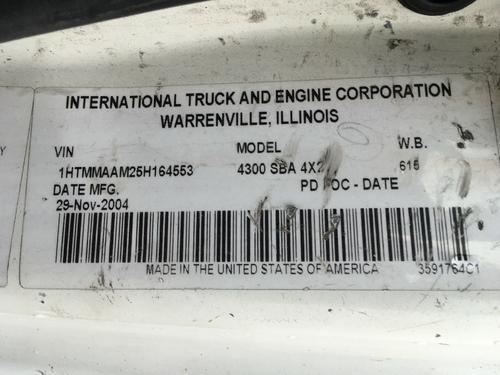 INTERNATIONAL TRUCK AND ENGINE CORPORATION
WARRENVILLE, ILLINOIS
VIN MODEL W.B.
1HTMMAAM25H164553 4300 SBA 4X2 615
DATE MFG. PD LOC - DATE
29-Nov-2004
MADE IN THE UNITED STATES OF AMERICA 3591764C1